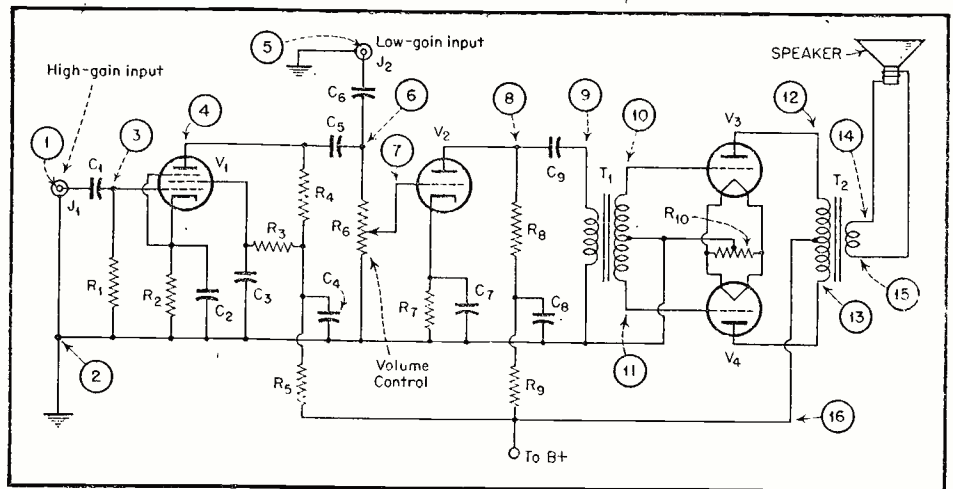 5
Low-goin input
J2
SPEAKER
High-gain input
1
3
4
C6
6
8
9
10
12
14
C1
V1
C5
7
V2
C9
V3
T1
T2
J1
R4
R3
R6
R8
R10
R1
R2
C2
C3
C4
R7
C7
C8
15
13
2
Volume
Control
11
V4
R5
R9
16
To B+